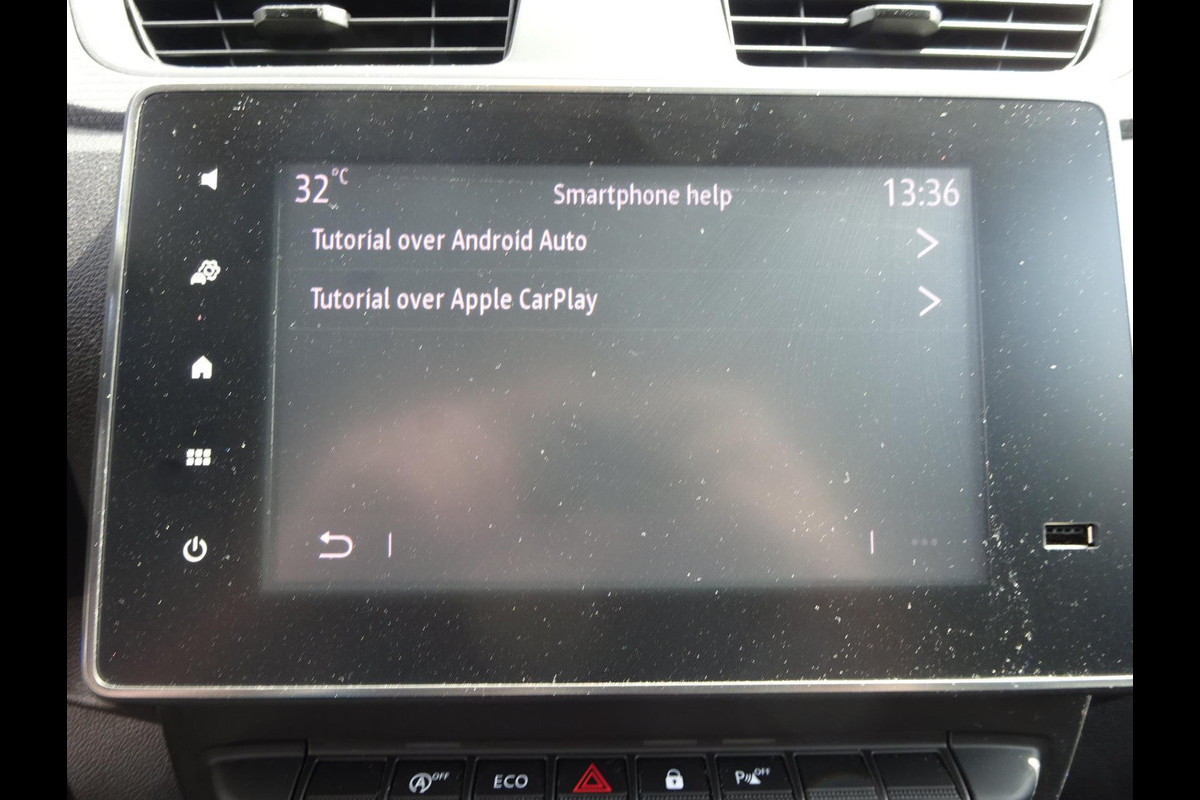 32°C Smartphone help 13:36
Tutorial over Android Auto
Tutorial over Apple CarPlay
A OFF ECO P OFF